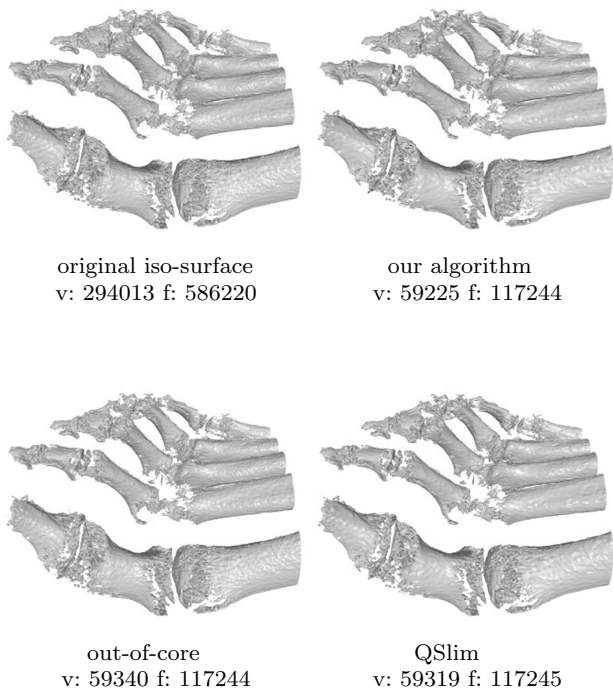 original iso-surface
v: 294013 f: 586220
our algorithm
v: 59225 f: 117244
out-of-core
v: 59340 f: 117244
QSlim
v: 59319 f: 117245